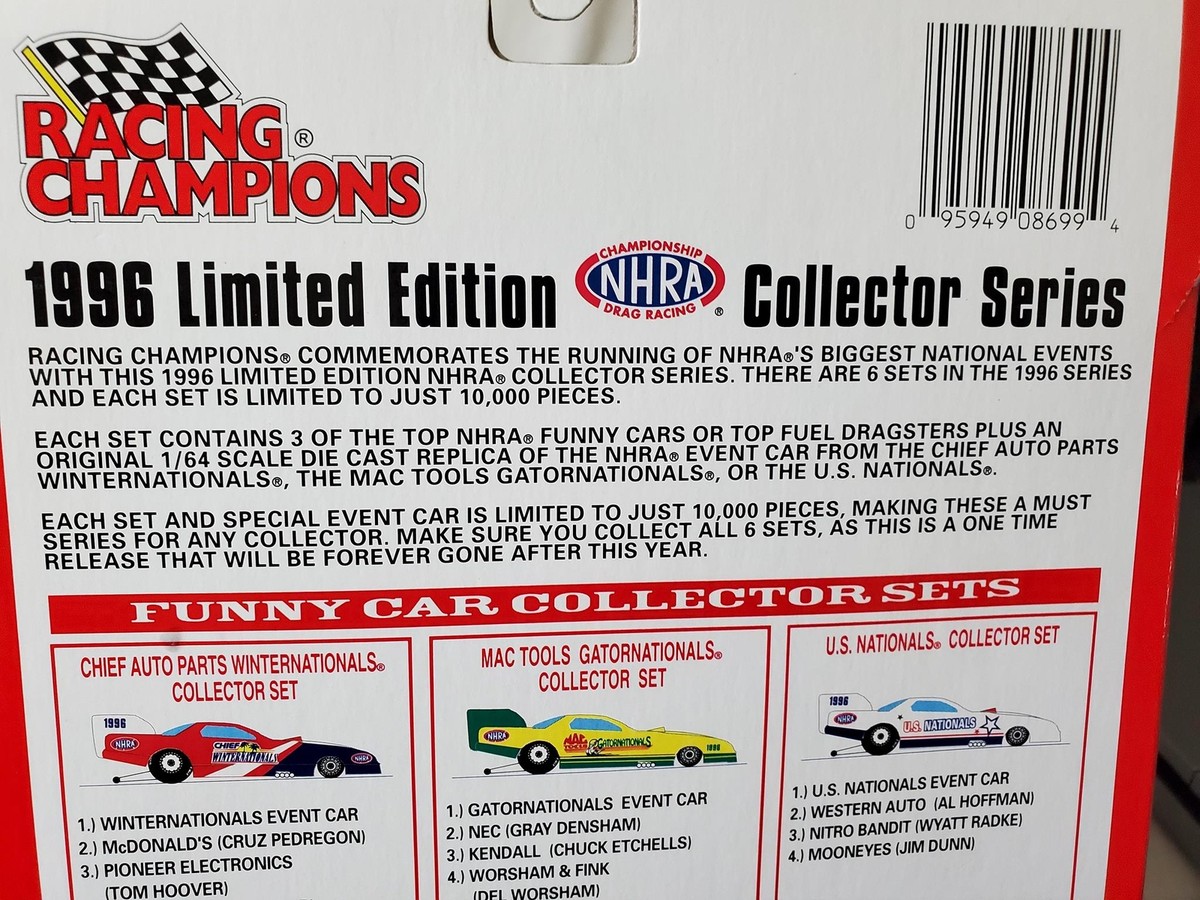 RACING ®
CHAMPIONS
0 95949 08699 4
1996 Limited Edition CHAMPIONSHIP NHRA DRAG RACING ® Collector Series
RACING CHAMPIONS® COMMEMORATES THE RUNNING OF NHRA®'S BIGGEST NATIONAL EVENTS
WITH THIS 1996 LIMITED EDITION NHRA® COLLECTOR SERIES. THERE ARE 6 SETS IN THE 1996 SERIES
AND EACH SET IS LIMITED TO JUST 10,000 PIECES.
EACH SET CONTAINS 3 OF THE TOP NHRA® FUNNY CARS OR TOP FUEL DRAGSTERS PLUS AN
ORIGINAL 1/64 SCALE DIE CAST REPLICA OF THE NHRA® EVENT CAR FROM THE CHIEF AUTO PARTS
WINTERNATIONALS®, THE MAC TOOLS GATORNATIONALS®, OR THE U.S. NATIONALS®.
EACH SET AND SPECIAL EVENT CAR IS LIMITED TO JUST 10,000 PIECES, MAKING THESE A MUST
SERIES FOR ANY COLLECTOR. MAKE SURE YOU COLLECT ALL 6 SETS, AS THIS IS A ONE TIME
RELEASE THAT WILL BE FOREVER GONE AFTER THIS YEAR.
FUNNY CAR COLLECTOR SETS
CHIEF AUTO PARTS WINTERNATIONALS®
COLLECTOR SET
1996
NHRA
CHIEF
WINTERNATIONALS
NHRA
1.) WINTERNATIONALS EVENT CAR
2.) McDONALD'S (CRUZ PEDREGON)
3.) PIONEER ELECTRONICS
(TOM HOOVER)
MAC TOOLS GATORNATIONALS®
COLLECTOR SET
NHRA
MAC
TOOLS
GATORNATIONALS
1996
1.) GATORNATIONALS EVENT CAR
2.) NEC (GRAY DENSHAM)
3.) KENDALL (CHUCK ETCHELLS)
4.) WORSHAM & FINK
(DEL WORSHAM)
U.S. NATIONALS® COLLECTOR SET
1996
NHRA
U.S. NATIONALS
1.) U.S. NATIONALS EVENT CAR
2.) WESTERN AUTO (AL HOFFMAN)
3.) NITRO BANDIT (WYATT RADKE)
4.) MOONEYES (JIM DUNN)